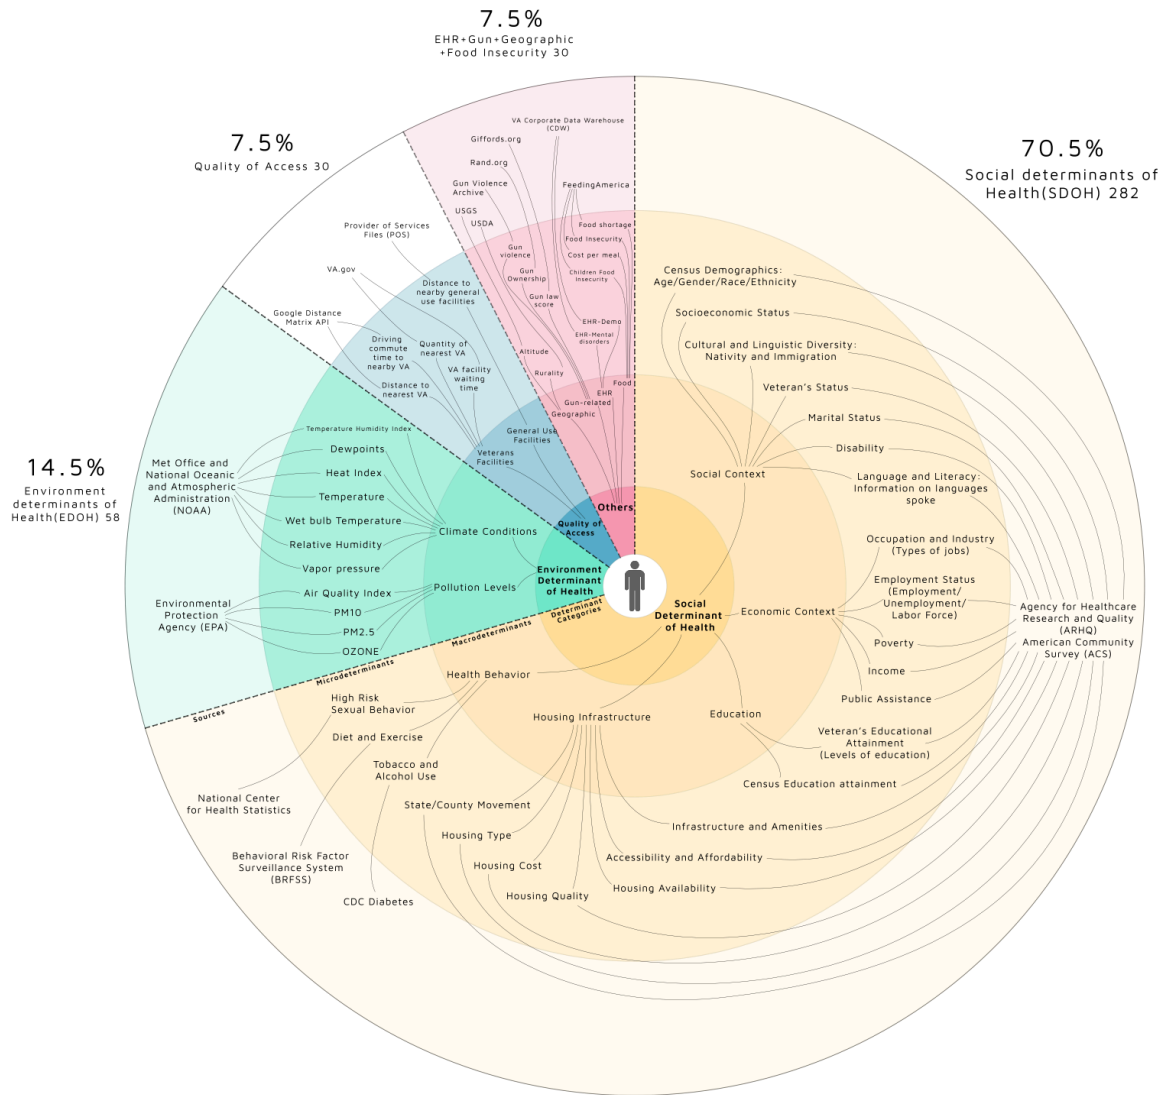 7.5%
EHR+Gun+Geographic
+Food Insecurity 30
7.5%
Quality of Access 30
70.5%
Social determinants of
Health(SDOH) 282
14.5%
Environment
determinants of
Health(EDOH) 58
VA Corporate Data Warehouse
(CDW)
Giffords.org
Rand.org
Gun Violence
Archive
USGS
USDA
FeedingAmerica
Food shortage
Food Insecurity
Cost per meal
Children Food
Insecurity
Gun
violence
Gun
Ownership
Gun law
score
EHR-Demo
EHR-Mental
disorders
Altitude
Rurality
Food
EHR
Gun-related
Geographic
Others
Provider of Services
Files (POS)
VA.gov
Google Distance
Matrix API
Distance to
nearby general
use facilities
Driving
commute
time to
nearby VA
Quantity of
nearest VA
VA facility
waiting
time
Distance to
nearest VA
General Use
Facilities
Veterans
Facilities
Quality of
Access
Met Office and
National Oceanic
and Atmospheric
Administration
(NOAA)
Temperature Humidity Index
Dewpoints
Heat Index
Temperature
Wet bulb Temperature
Relative Humidity
Vapor pressure
Climate Conditions
Environmental
Protection
Agency (EPA)
Air Quality Index
PM10
PM2.5
OZONE
Pollution Levels
Environment
Determinant
of Health
Determinant
Categories
Macrodeterminants
Microdeterminants
Sources
Census Demographics:
Age/Gender/Race/Ethnicity
Socioeconomic Status
Cultural and Linguistic Diversity:
Nativity and Immigration
Veteran's Status
Marital Status
Disability
Language and Literacy:
Information on languages
spoke
Social Context
Occupation and Industry
(Types of jobs)
Employment Status
(Employment/
Unemployment/
Labor Force)
Poverty
Income
Public Assistance
Economic Context
Social
Determinant
of Health
Agency for Healthcare
Research and Quality
(ARHQ)
American Community
Survey (ACS)
Education
Veteran's Educational
Attainment
(Levels of education)
Census Education attainment
Health Behavior
High Risk
Sexual Behavior
Diet and Exercise
Tobacco and
Alcohol Use
National Center
for Health Statistics
Behavioral Risk Factor
Surveillance System
(BRFSS)
CDC Diabetes
Housing Infrastructure
State/County Movement
Housing Type
Housing Cost
Housing Quality
Infrastructure and Amenities
Accessibility and Affordability
Housing Availability